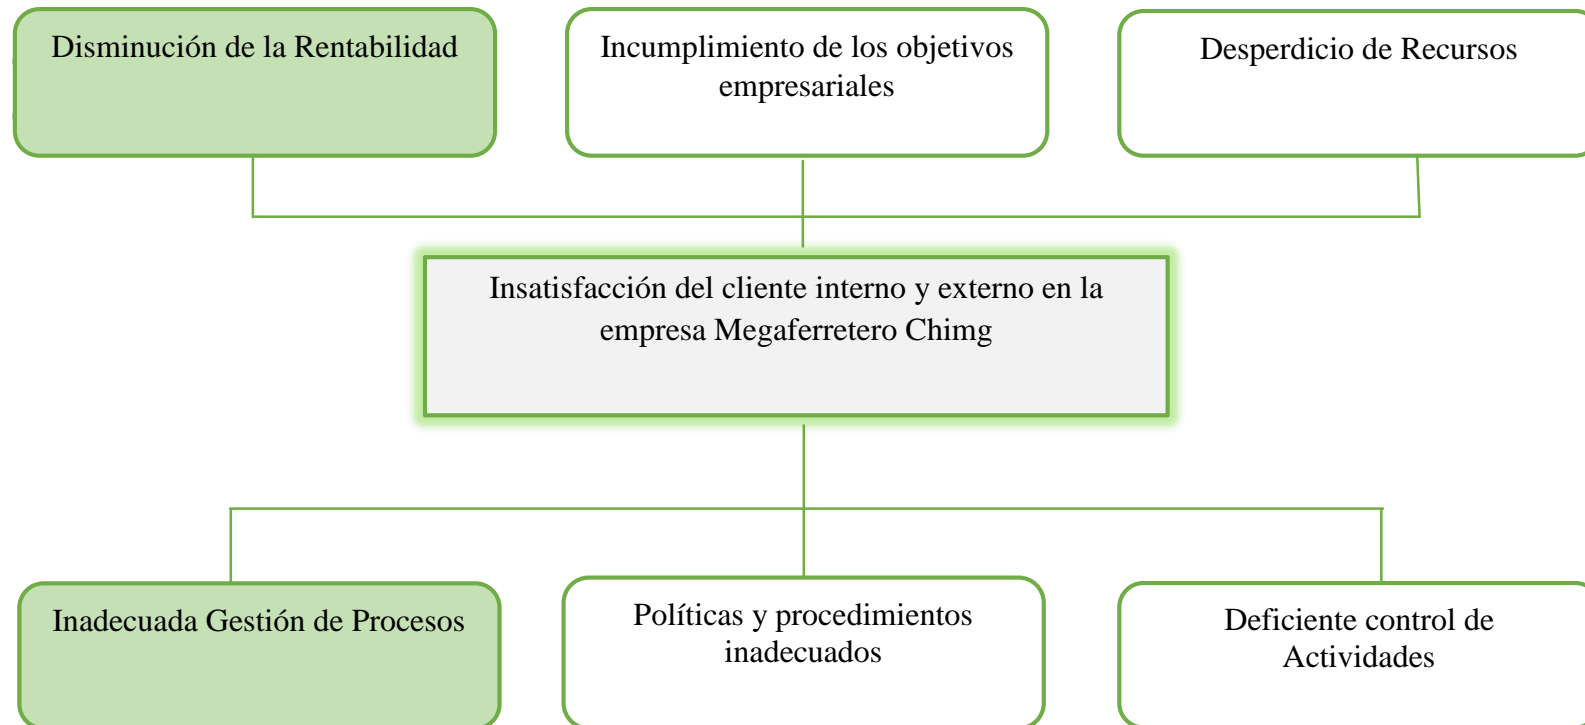 Disminución de la Rentabilidad
Incumplimiento de los objetivos
empresariales
Desperdicio de Recursos
Insatisfacción del cliente interno y externo en la
empresa Megaferretero Chimg
Inadecuada Gestión de Procesos
Políticas y procedimientos
inadecuados
Deficiente control de
Actividades